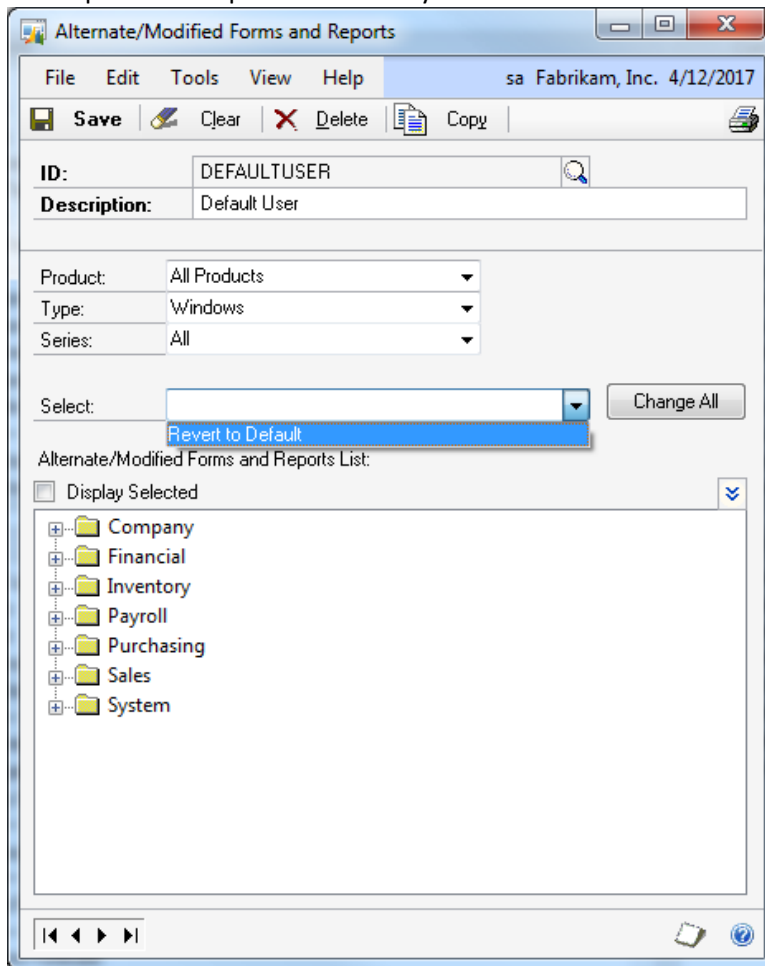 Alternate/Modified Forms and Reports
File Edit Tools View Help sa Fabrikam, Inc. 4/12/2017
Save Clear Delete Copy
ID: DEFAULTUSER
Description: Default User
Product: All Products
Type: Windows
Series: All
Select: Change All
Revert to Default
Alternate/Modified Forms and Reports List:
Display Selected
Company
Financial
Inventory
Payroll
Purchasing
Sales
System